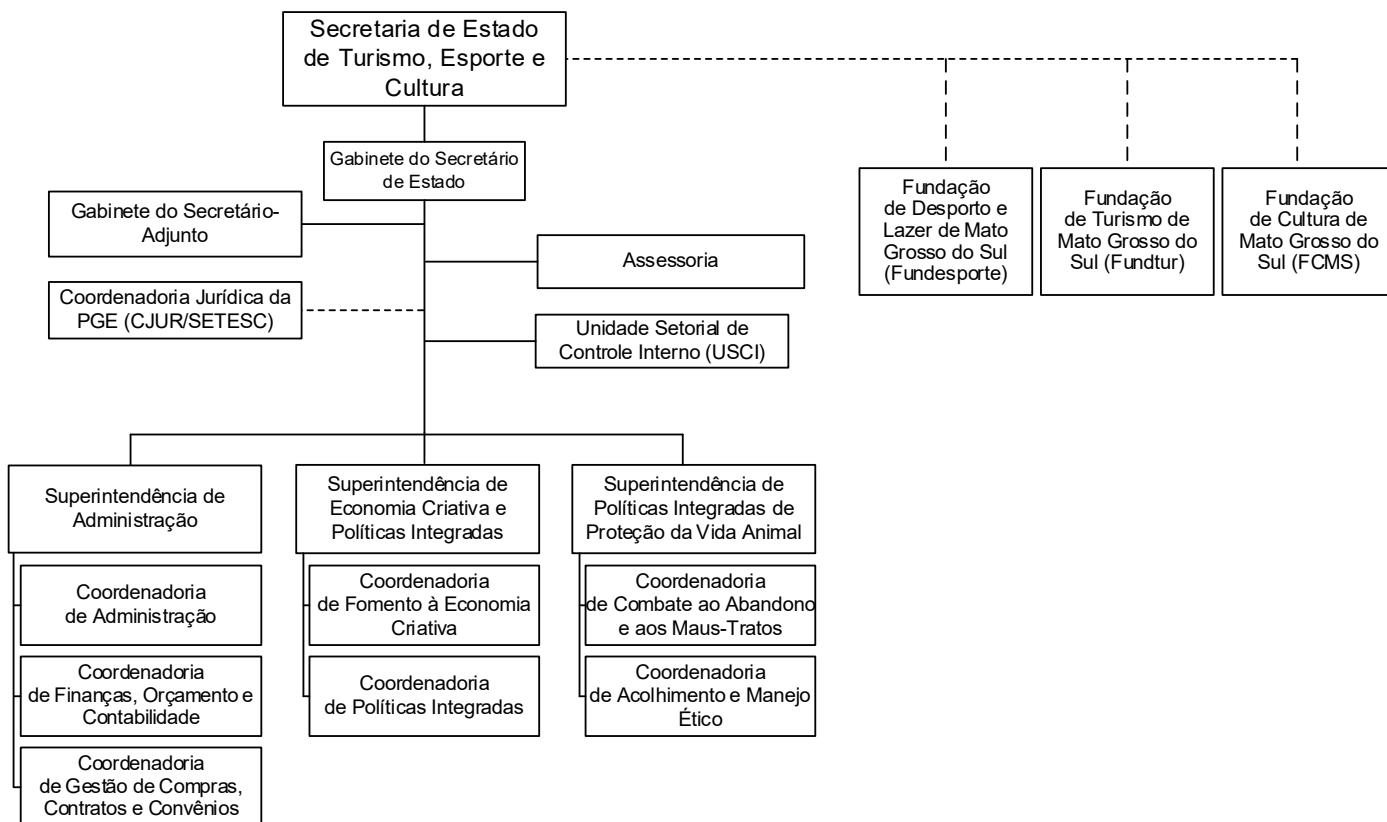 Secretaria de Estado
de Turismo, Esporte e
Cultura
Gabinete do Secretário
de Estado
Gabinete do Secretário-
Adjunto
Assessoria
Coordenadoria Jurídica da
PGE (CJUR/SETESC)
Unidade Setorial de
Controle Interno (USCI)
Fundação
de Desporto e
Lazer de Mato
Grosso do Sul
(Fundesporte)
Fundação
de Turismo de
Mato Grosso do
Sul (Fundtur)
Fundação
de Cultura de
Mato Grosso do
Sul (FCMS)
Superintendência de
Administração
Coordenadoria
de Administração
Coordenadoria
de Finanças, Orçamento e
Contabilidade
Coordenadoria
de Gestão de Compras,
Contratos e Convênios
Superintendência de
Economia Criativa e
Políticas Integradas
Coordenadoria
de Fomento à Economia
Criativa
Coordenadoria
de Políticas Integradas
Superintendência de
Políticas Integradas de
Proteção da Vida Animal
Coordenadoria
de Combate ao Abandono
e aos Maus-Tratos
Coordenadoria
de Acolhimento e Manejo
Ético